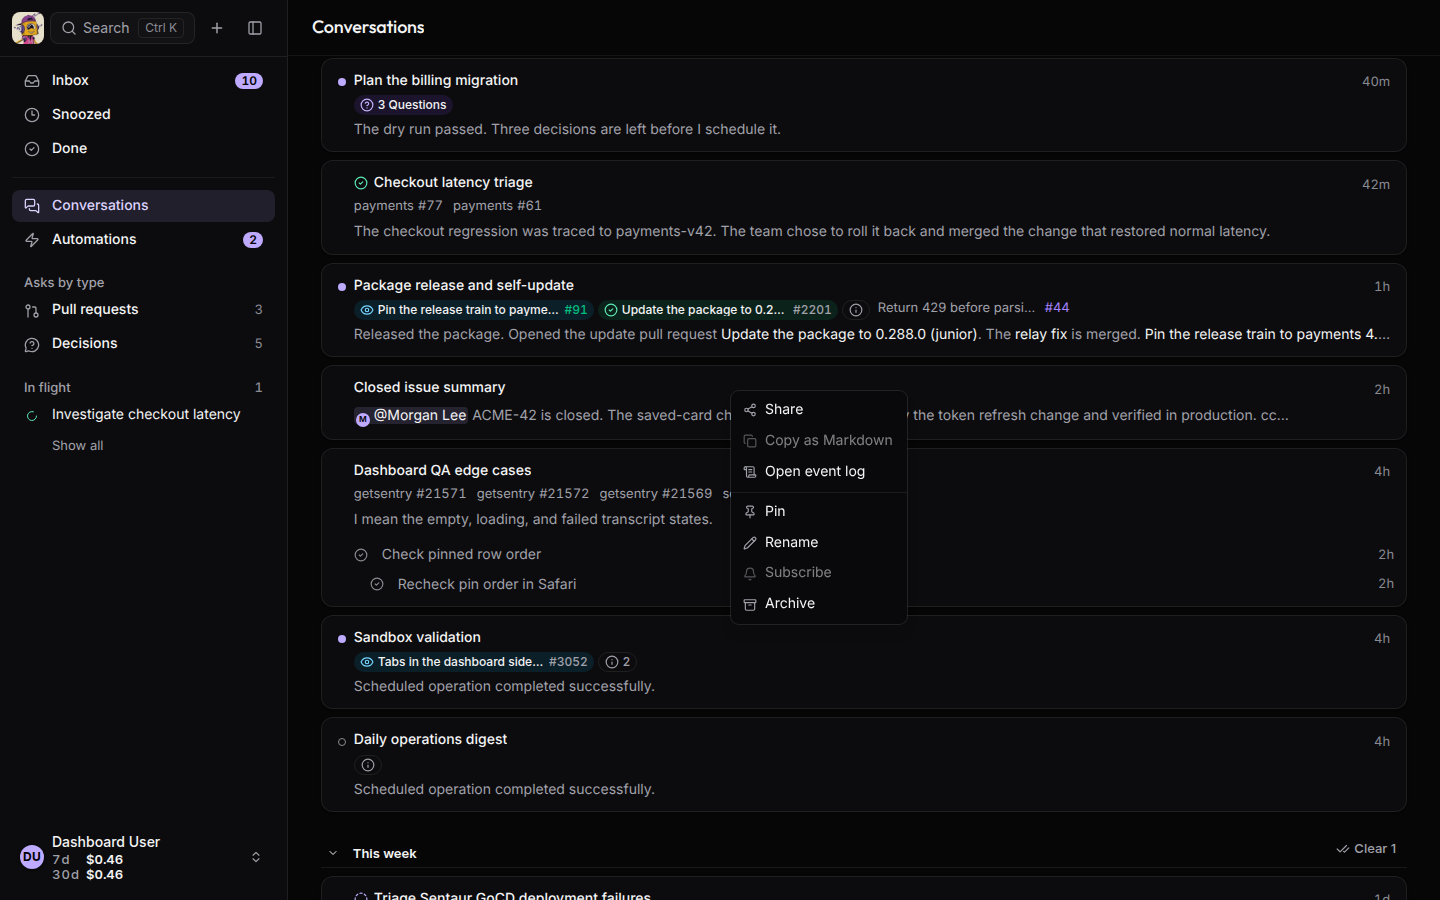 Search Ctrl K
Inbox 10
Snoozed
Done
Conversations
Automations 2
Asks by type
Pull requests 3
Decisions 5
In flight 1
Investigate checkout latency
Show all
DU Dashboard User
7d $0.46
30d $0.46
Conversations
Plan the billing migration 40m
3 Questions
The dry run passed. Three decisions are left before I schedule it.
Checkout latency triage 42m
payments #77 payments #61
The checkout regression was traced to payments-v42. The team chose to roll it back and merged the change that restored normal latency.
Package release and self-update 1h
Pin the release train to payme... #91 Update the package to 0.2... #2201 Return 429 before parsi... #44
Released the package. Opened the update pull request Update the package to 0.288.0 (junior). The relay fix is merged. Pin the release train to payments 4....
Closed issue summary 2h
M @Morgan Lee ACME-42 is closed. The saved-card the token refresh change and verified in production. cc...
Dashboard QA edge cases 4h
getsentry #21571 getsentry #21572 getsentry #21569
I mean the empty, loading, and failed transcript states.
Check pinned row order 2h
Recheck pin order in Safari 2h
Share
Copy as Markdown
Open event log
Pin
Rename
Subscribe
Archive
Sandbox validation 4h
Tabs in the dashboard side... #3052 2
Scheduled operation completed successfully.
Daily operations digest 4h
Scheduled operation completed successfully.
This week Clear 1
Triage Sentaur GoCD deployment failures 1d